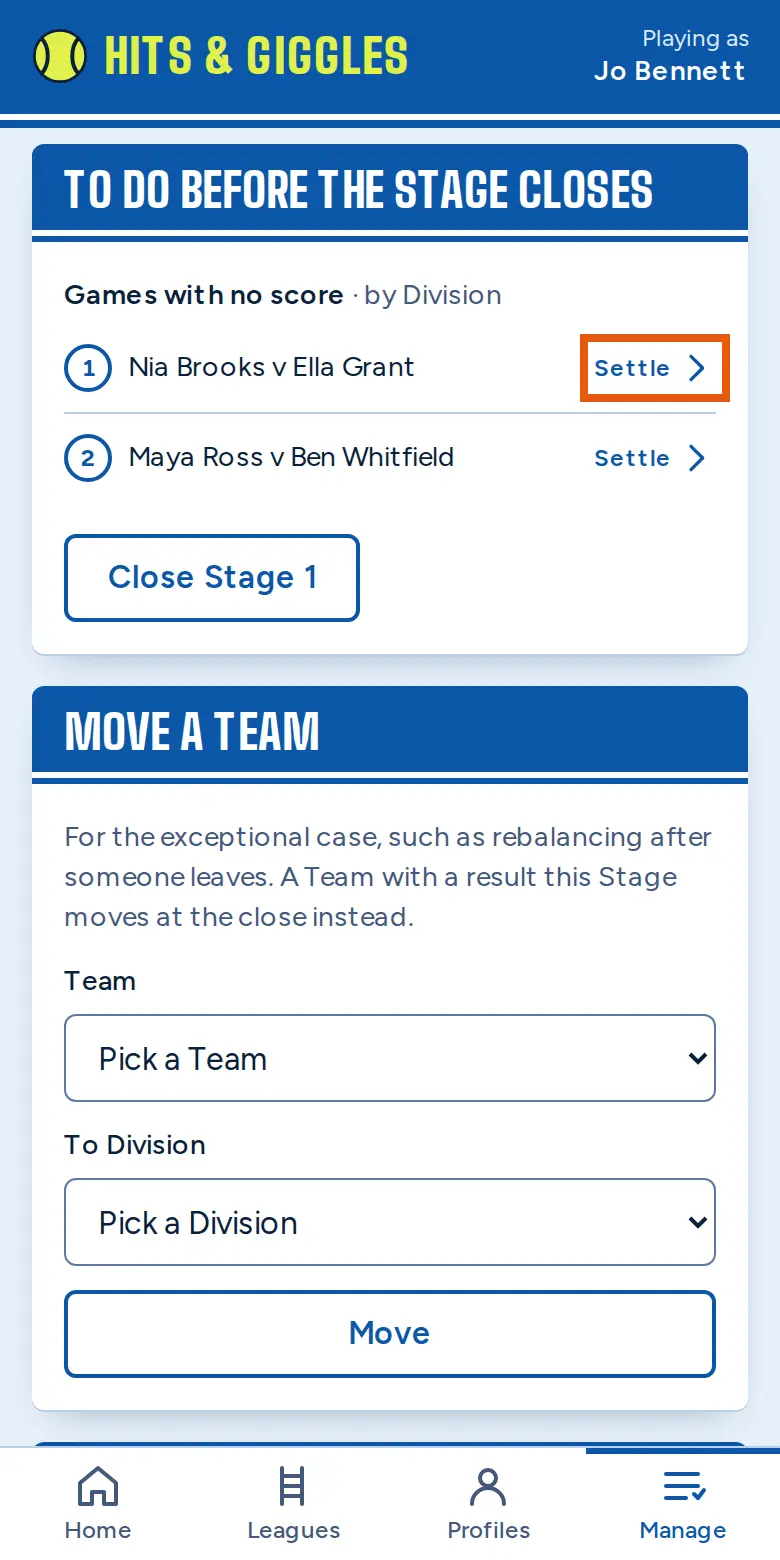 HITS & GIGGLES
Playing as
Jo Bennett
TO DO BEFORE THE STAGE CLOSES
Games with no score · by Division
1 Nia Brooks v Ella Grant Settle
2 Maya Ross v Ben Whitfield Settle
Close Stage 1
MOVE A TEAM
For the exceptional case, such as rebalancing after
someone leaves. A Team with a result this Stage
moves at the close instead.
Team
Pick a Team
To Division
Pick a Division
Move
Home Leagues Profiles Manage